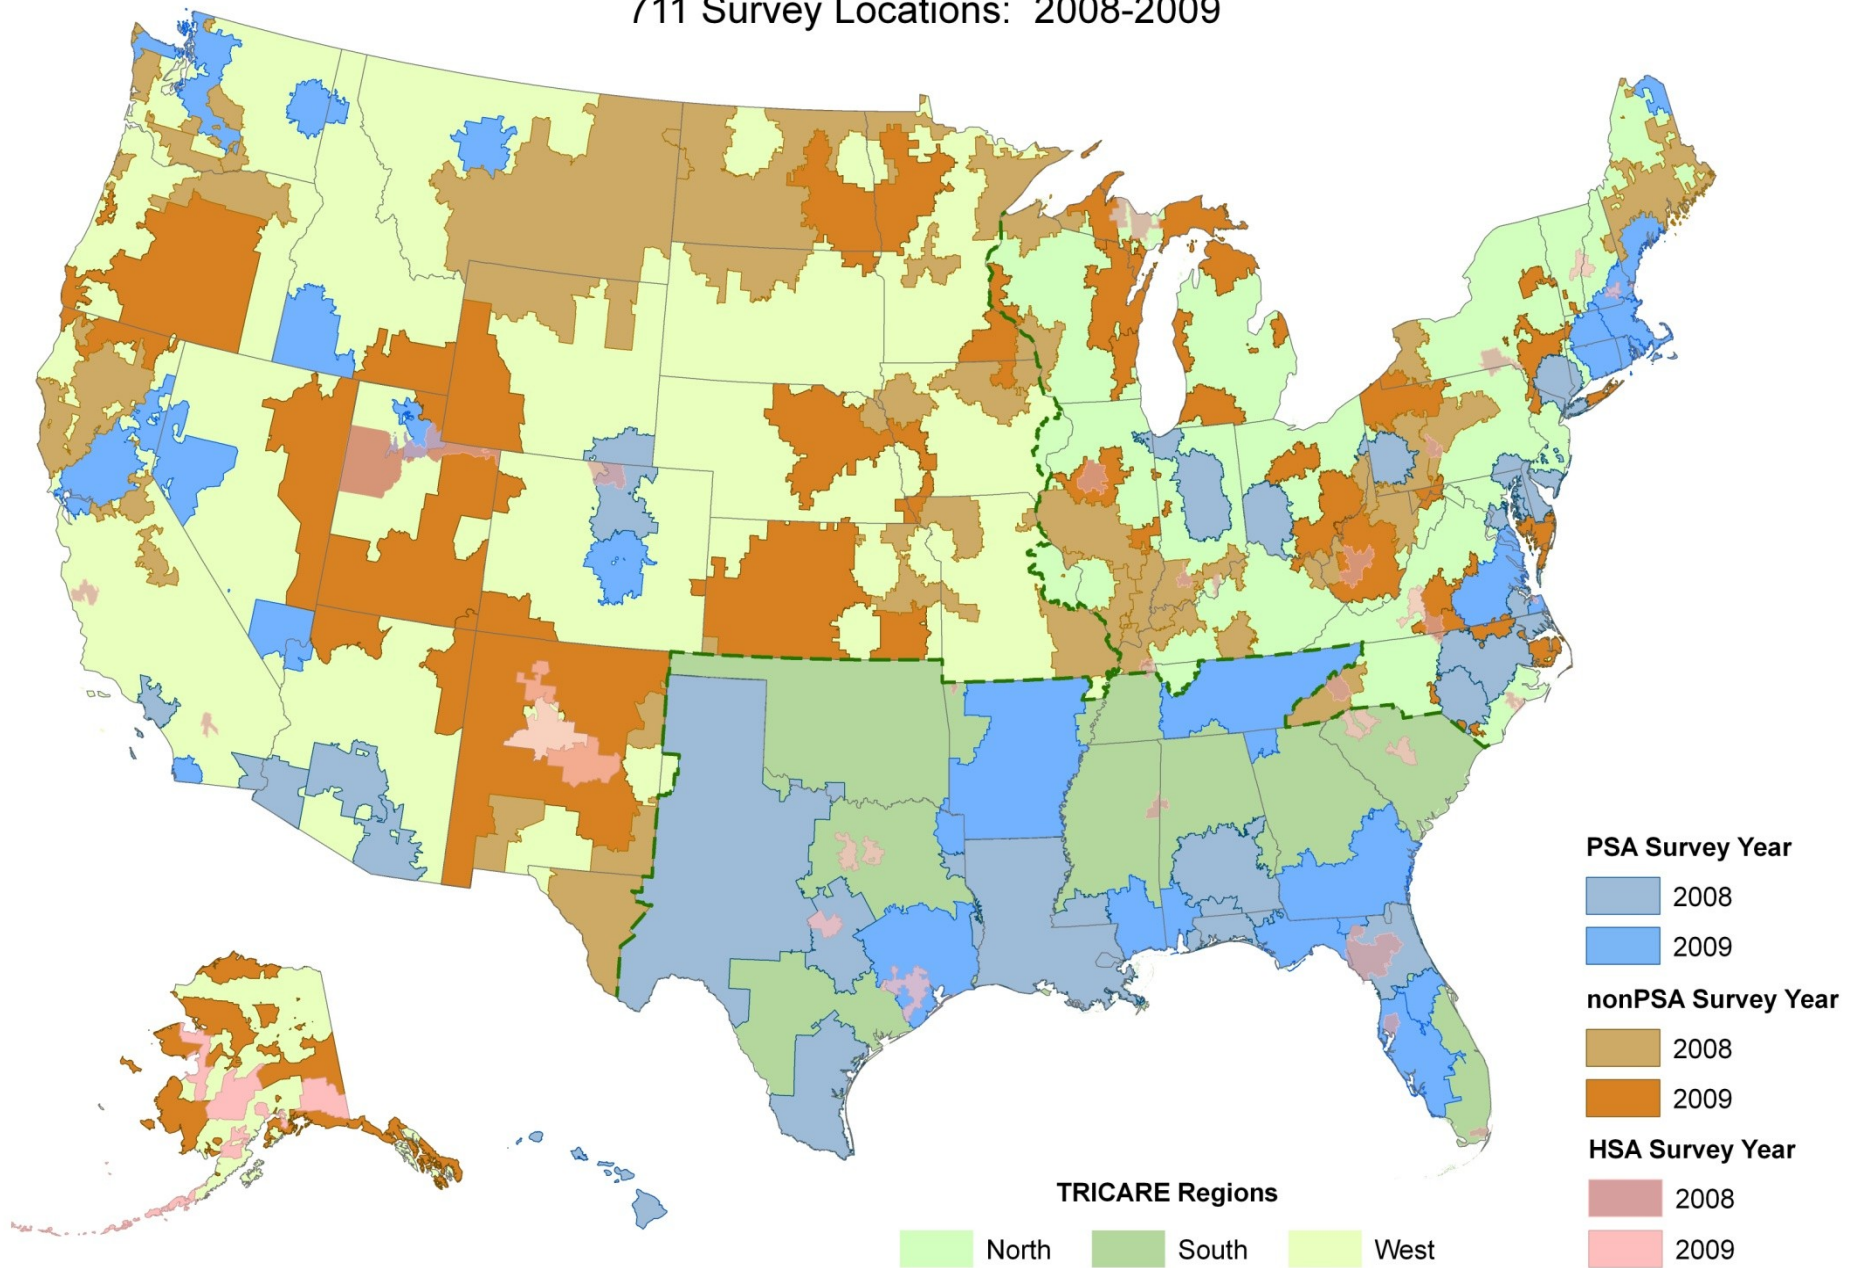 711 Survey Locations: 2008-2009
PSA Survey Year
2008
2009
nonPSA Survey Year
2008
2009
HSA Survey Year
2008
2009
TRICARE Regions
North
South
West